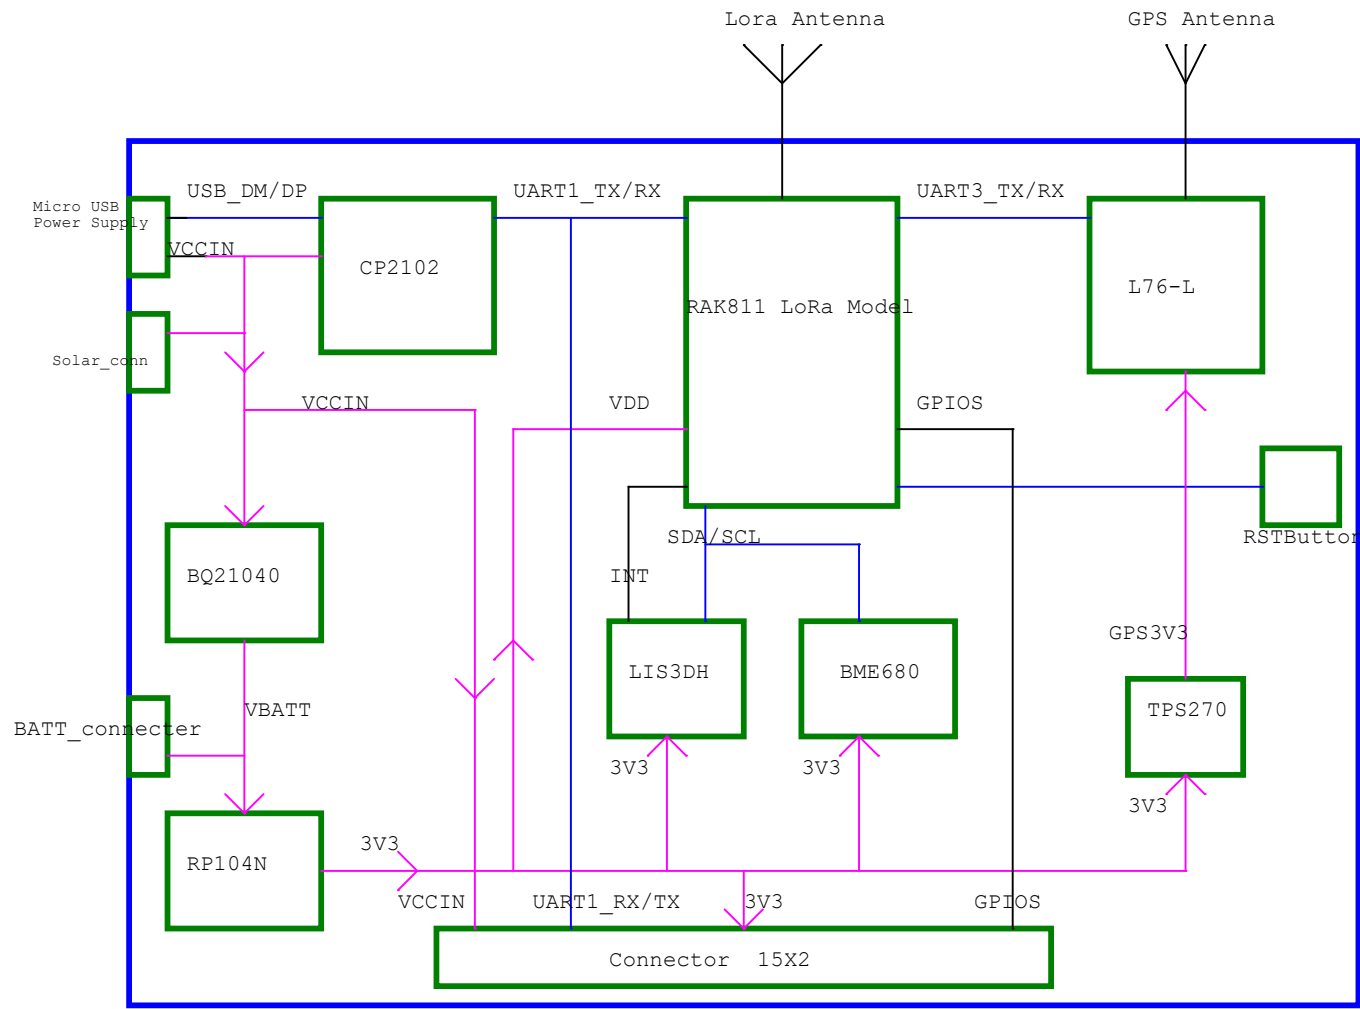 Lora Antenna
GPS Antenna
USB_DM/DP
UART1_TX/RX
UART3_TX/RX
Micro USB
Power Supply
VCCIN
CP2102
L76-L
RAK811 LoRa Model
Solar_conn
VCCIN
VDD
GPIOS
SDA/SCL
RSTButton
BQ21040
INT
GPS3V3
LIS3DH
BME680
VBATT
TPS270
BATT_connecter
3V3
3V3
3V3
3V3
RP104N
VCCIN
UART1_RX/TX
3V3
GPIOS
Connector 15X2